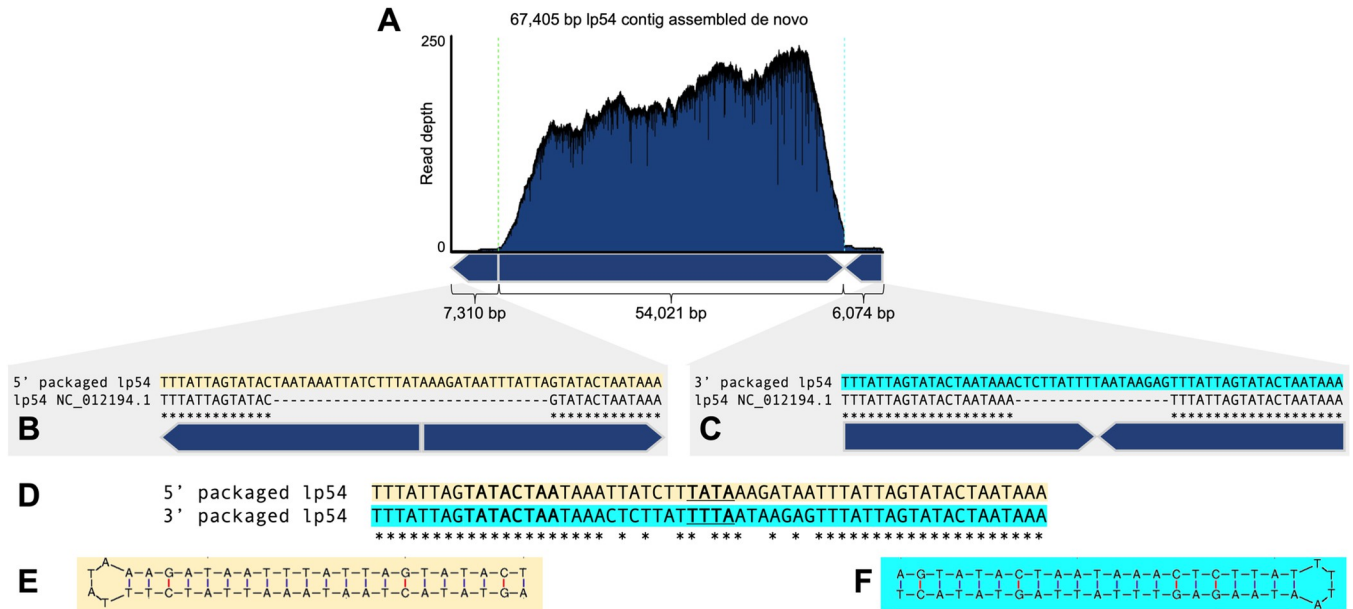 A
67,405 bp lp54 contig assembled de novo
250
Read depth
0
7,310 bp
54,021 bp
6,074 bp
5’ packaged lp54 TTTATTAGTATACTAATAAATTATCTTTATAAAGATAATTTATTAGTATACTAATAAA
lp54 NC_012194.1 TTTATTAGTATAC--------------------------------GTATACTAATAAA
************* *************
B
3’ packaged lp54 TTTATTAGTATACTAATAAACTCTTATTTTAATAAGAGTTTATTAGTATACTAATAAA
lp54 NC_012194.1 TTTATTAGTATACTAATAAA------------------TTTATTAGTATACTAATAAA
******************** ********************
C
D
5’ packaged lp54 TTTATTAGTATACTAATAAATTATCTTTATAAAGATAATTTATTAGTATACTAATAAA
3’ packaged lp54 TTTATTAGTATACTAATAAACTCTTATTTTAATAAGAGTTTATTAGTATACTAATAAA
******************** * *  ** ***  * * ********************
E
A
T A–A–G–A–T–A–A–T–T–T–A–T–T–A–G–T–A–T–A–C–T
A T–T–C–T–A–T–T–A–A–A–T–A–A–T–C–A–T–A–T–G–A
T
F
A–G–T–A–T–A–C–T–A–A–T–A–A–A–C–T–C–T–T–A–T T
T
T–C–A–T–A–T–G–A–T–T–A–T–T–T–G–A–G–A–A–T–A T
A